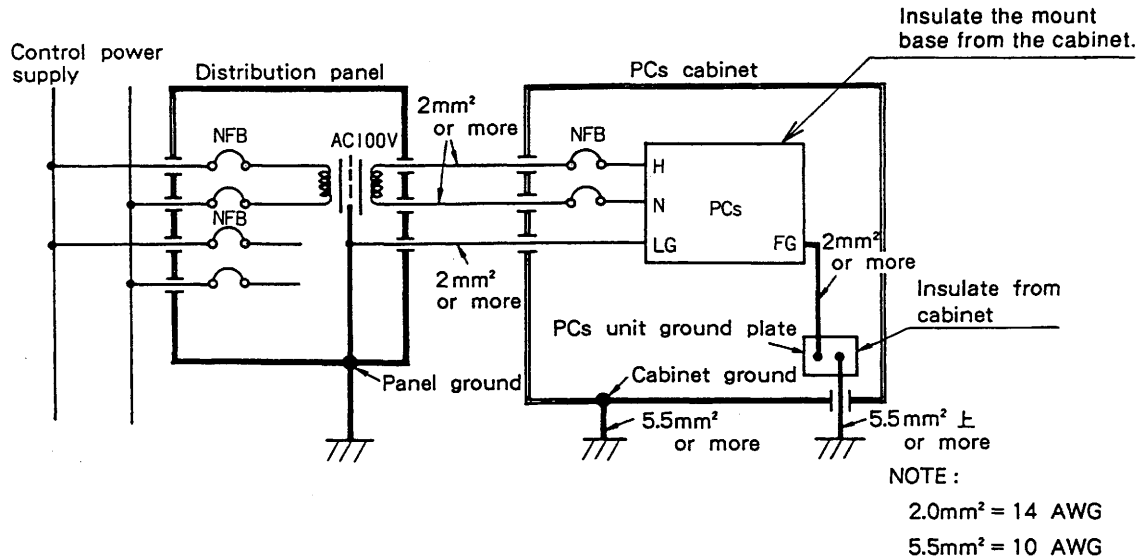 Insulate the mount
base from the cabinet.
Control power
supply
Distribution panel
PCs cabinet
2mm²
or more
NFB
AC100V
NFB
H
N
PCs
NFB
LG
FG
2mm²
or more
2mm²
or more
Insulate from
cabinet
PCs unit ground plate
Panel ground
Cabinet ground
5.5mm²
or more
5.5mm² 上
or more
NOTE :
2.0mm² = 14 AWG
5.5mm² = 10 AWG